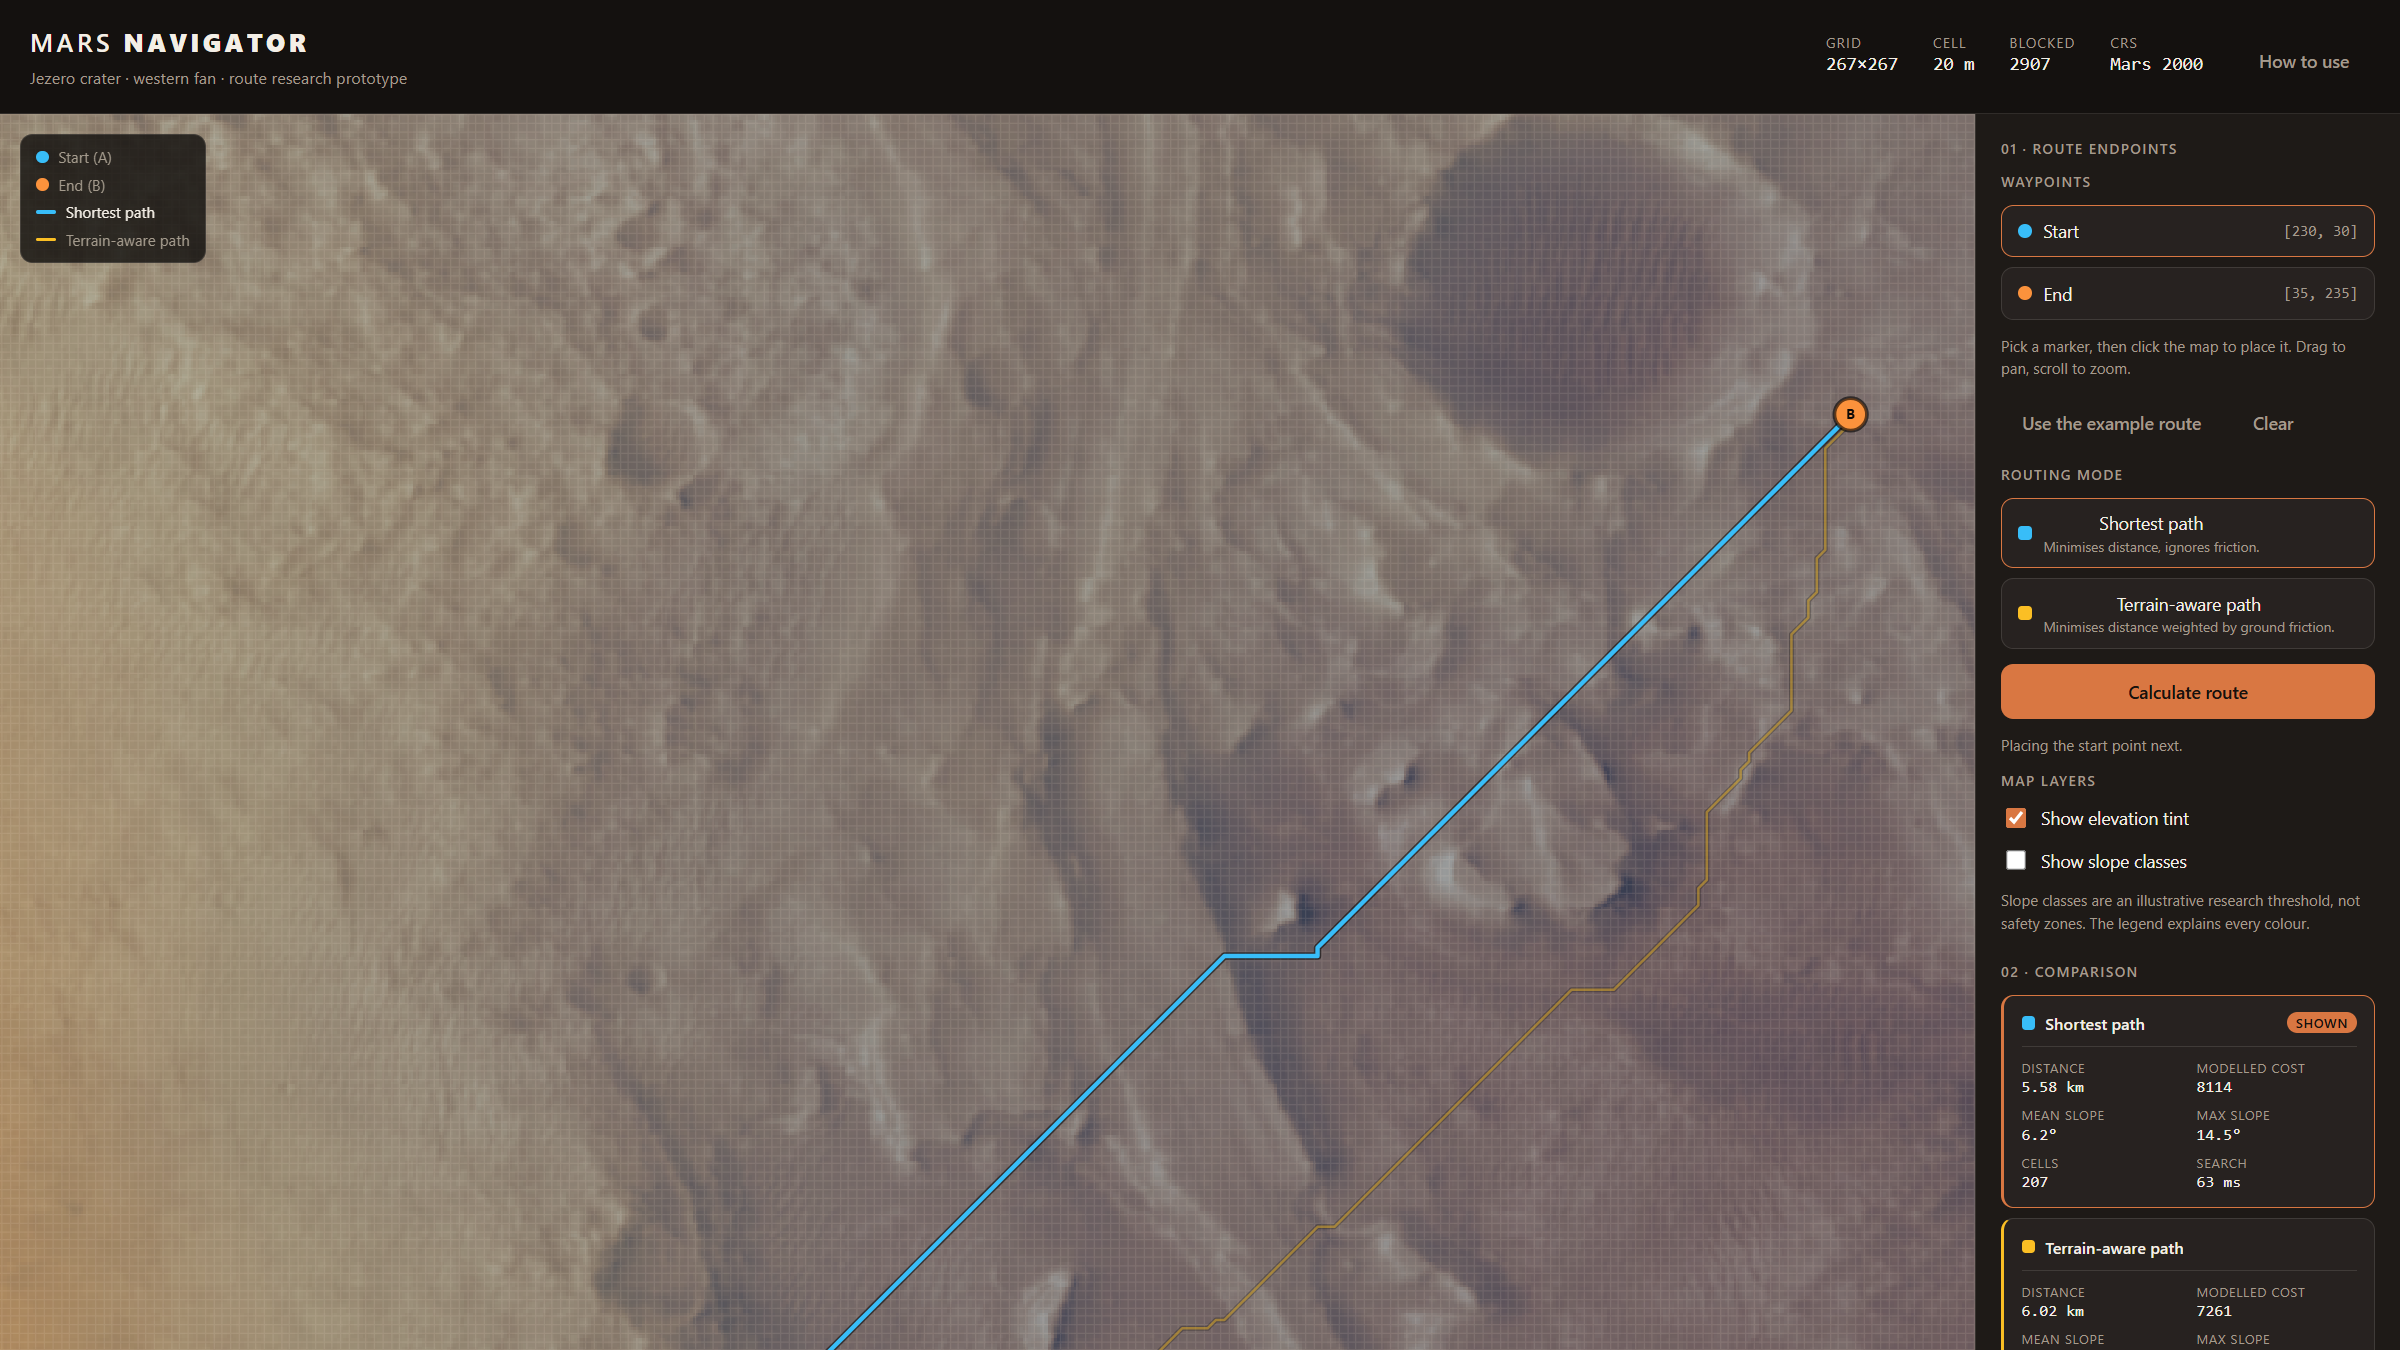 MARS NAVIGATOR
Jezero crater · western fan · route research prototype
GRID
267×267
CELL
20 m
BLOCKED
2907
CRS
Mars 2000
How to use
Start (A)
End (B)
Shortest path
Terrain-aware path
B
01 · ROUTE ENDPOINTS
WAYPOINTS
Start [230, 30]
End [35, 235]
Pick a marker, then click the map to place it. Drag to
pan, scroll to zoom.
Use the example route
Clear
ROUTING MODE
Shortest path
Minimises distance, ignores friction.
Terrain-aware path
Minimises distance weighted by ground friction.
Calculate route
Placing the start point next.
MAP LAYERS
Show elevation tint
Show slope classes
Slope classes are an illustrative research threshold, not
safety zones. The legend explains every colour.
02 · COMPARISON
Shortest path SHOWN
DISTANCE MODELLED COST
5.58 km 8114
MEAN SLOPE MAX SLOPE
6.2° 14.5°
CELLS SEARCH
207 63 ms
Terrain-aware path
DISTANCE MODELLED COST
6.02 km 7261
MEAN SLOPE MAX SLOPE